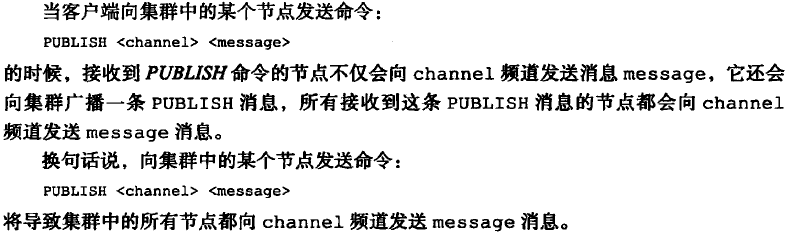 当客户端向集群中的某个节点发送命令：
PUBLISH <channel> <message>
的时候，接收到 PUBLISH 命令的节点不仅会向 channel 频道发送消息 message，它还会
向集群广播一条 PUBLISH 消息，所有接收到这条 PUBLISH 消息的节点都会向 channel
频道发送 message 消息。
换句话说，向集群中的某个节点发送命令：
PUBLISH <channel> <message>
将导致集群中的所有节点都向 channel 频道发送 message 消息。